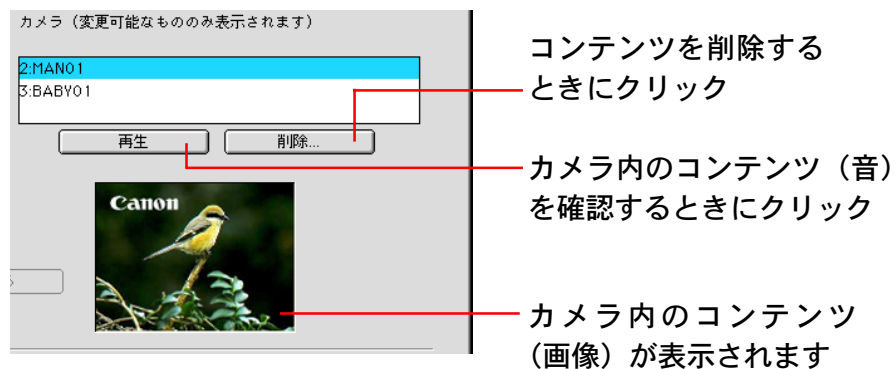 カメラ（変更可能なもののみ表示されます）
2:MAN01
3:BABY01
再生
削除...
Canon
コンテンツを削除する
ときにクリック
カメラ内のコンテンツ（音）
を確認するときにクリック
カメラ内のコンテンツ
（画像）が表示されます